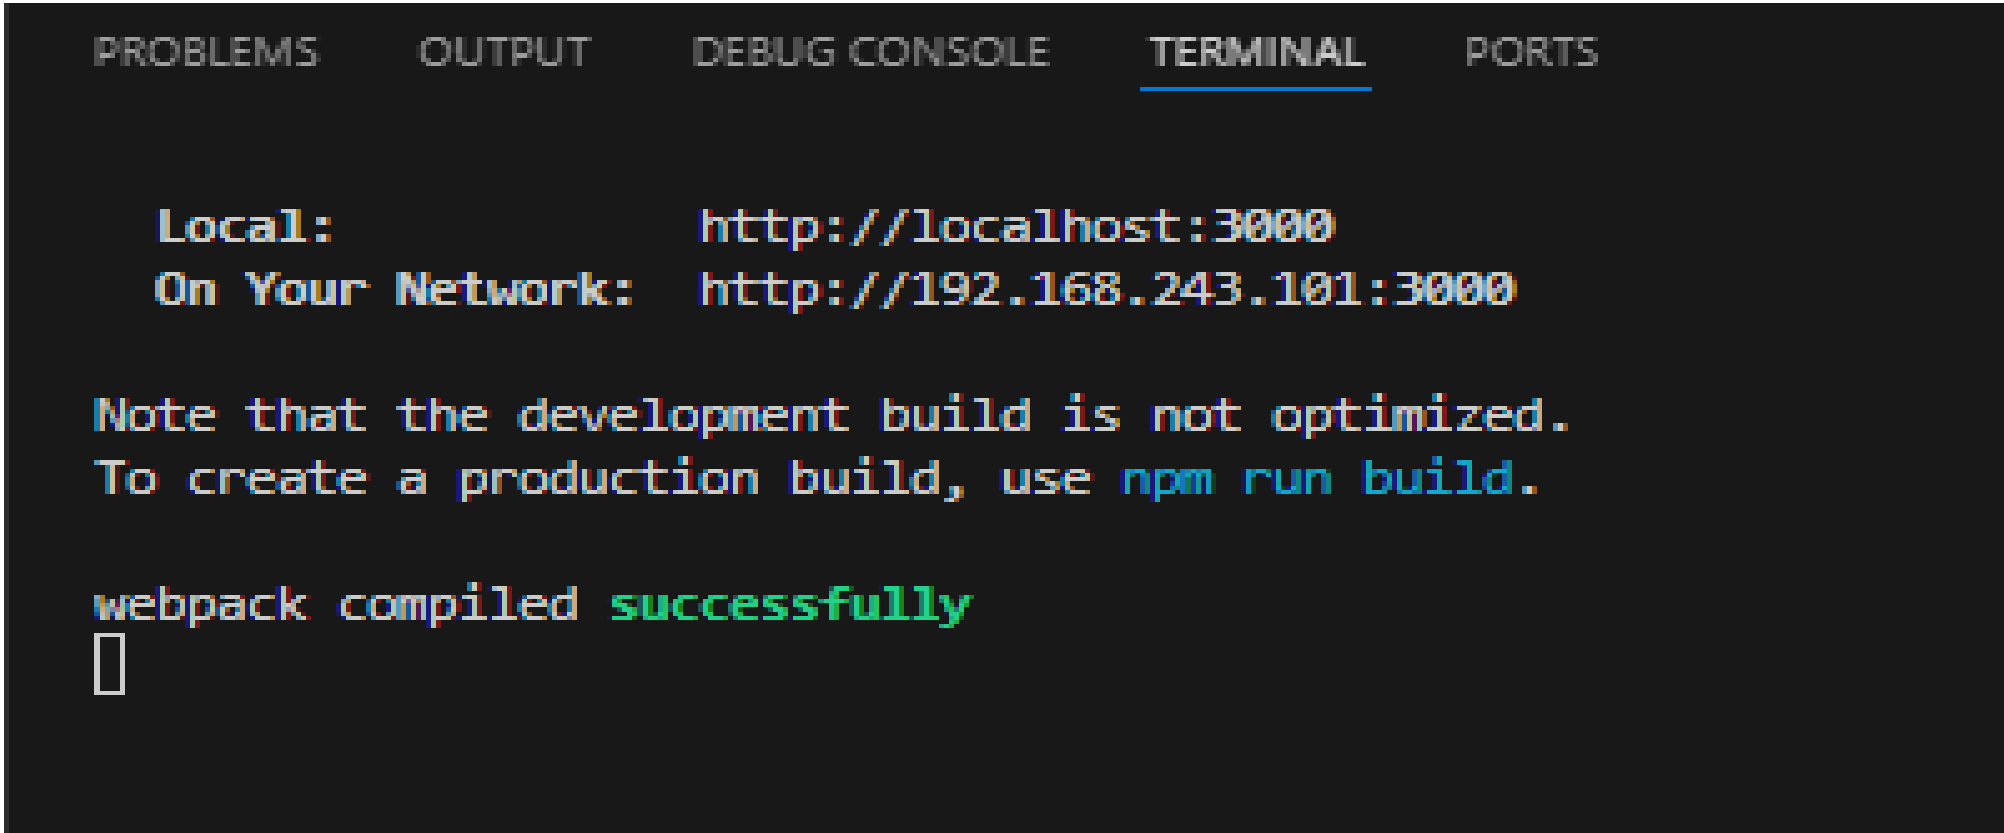 PROBLEMS OUTPUT DEBUG CONSOLE TERMINAL PORTS
Local: http://localhost:3000
On Your Network: http://192.168.243.101:3000
Note that the development build is not optimized.
To create a production build, use npm run build.
webpack compiled successfully